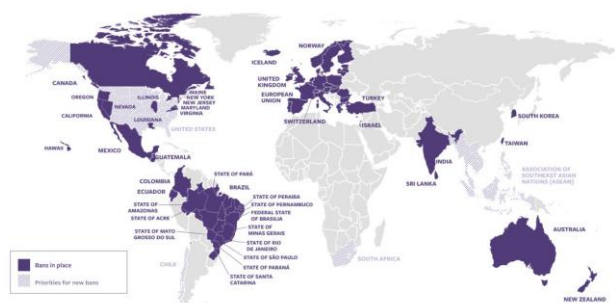 NORWAY
ICELAND
CANADA
UNITED
KINGDOM
EUROPEAN
UNION
TURKEY
SWITZERLAND
ISRAEL
OREGON
NEVADA
CALIFORNIA
ILLINOIS
MAINE
NEW YORK
NEW JERSEY
MARYLAND
VIRGINIA
LOUISIANA
UNITED STATES
HAWAII
MEXICO
GUATEMALA
SOUTH KOREA
TAIWAN
INDIA
SRI LANKA
ASSOCIATION OF
SOUTHEAST ASIAN
NATIONS (ASEAN)
COLOMBIA
ECUADOR
STATE OF PARÁ
BRAZIL
STATE OF
AMAZONAS
STATE OF ACRE
STATE OF MATO
GROSSO DO SUL
STATE OF PERAIBA
STATE OF PERNAMBUCO
FEDERAL STATE
OF BRASILIA
STATE OF
MINAS GERAIS
STATE OF RIO
DE JANEIRO
STATE OF SÃO PAULO
STATE OF PARANÁ
STATE OF SANTA
CATARINA
CHILE
SOUTH AFRICA
AUSTRALIA
NEW ZEALAND
Bans in place
Priorities for new bans